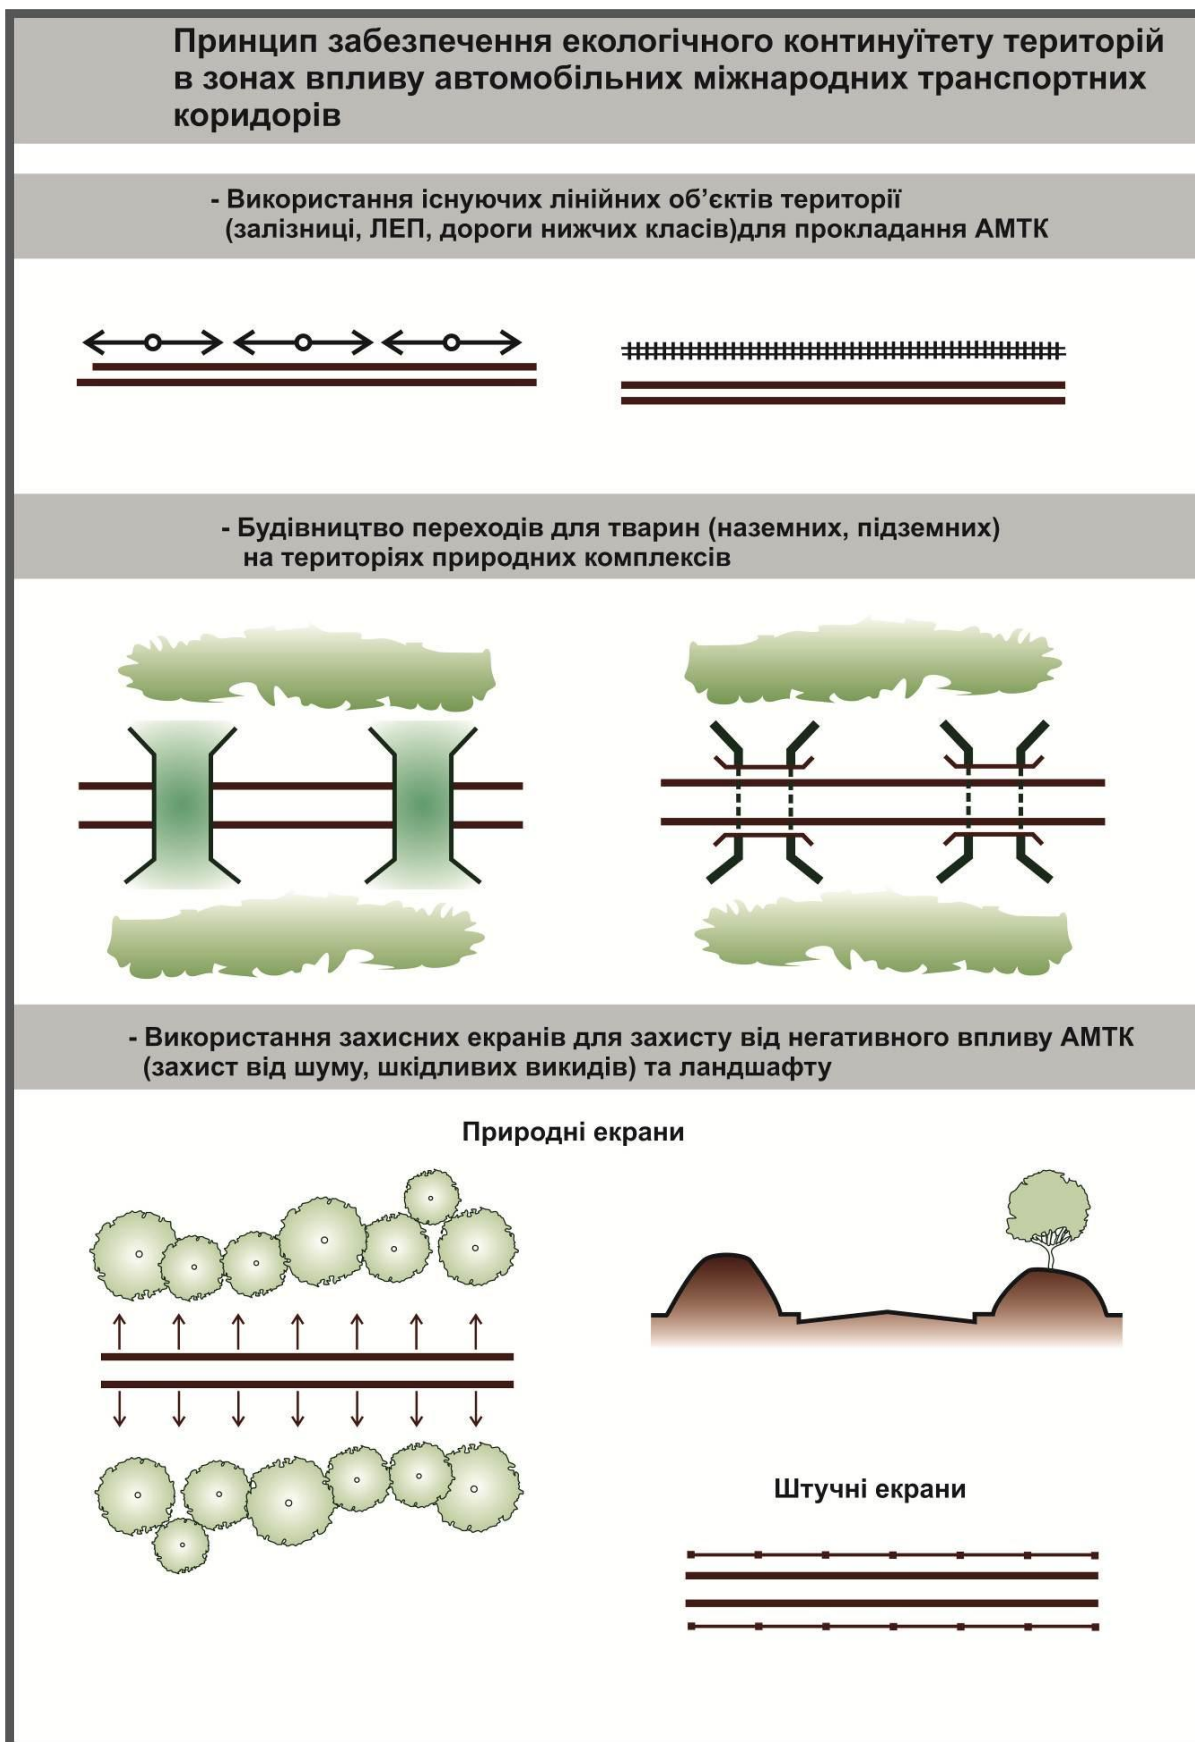 Принцип забезпечення екологічного континуїтету територій
в зонах впливу автомобільних міжнародних транспортних
коридорів
- Використання існуючих лінійних об’єктів території
(залізниці, ЛЕП, дороги нижчих класів)для прокладання АМТК
- Будівництво переходів для тварин (наземних, підземних)
на територіях природних комплексів
- Використання захисних екранів для захисту від негативного впливу АМТК
(захист від шуму, шкідливих викидів) та ландшафту
Природні екрани
Штучні екрани